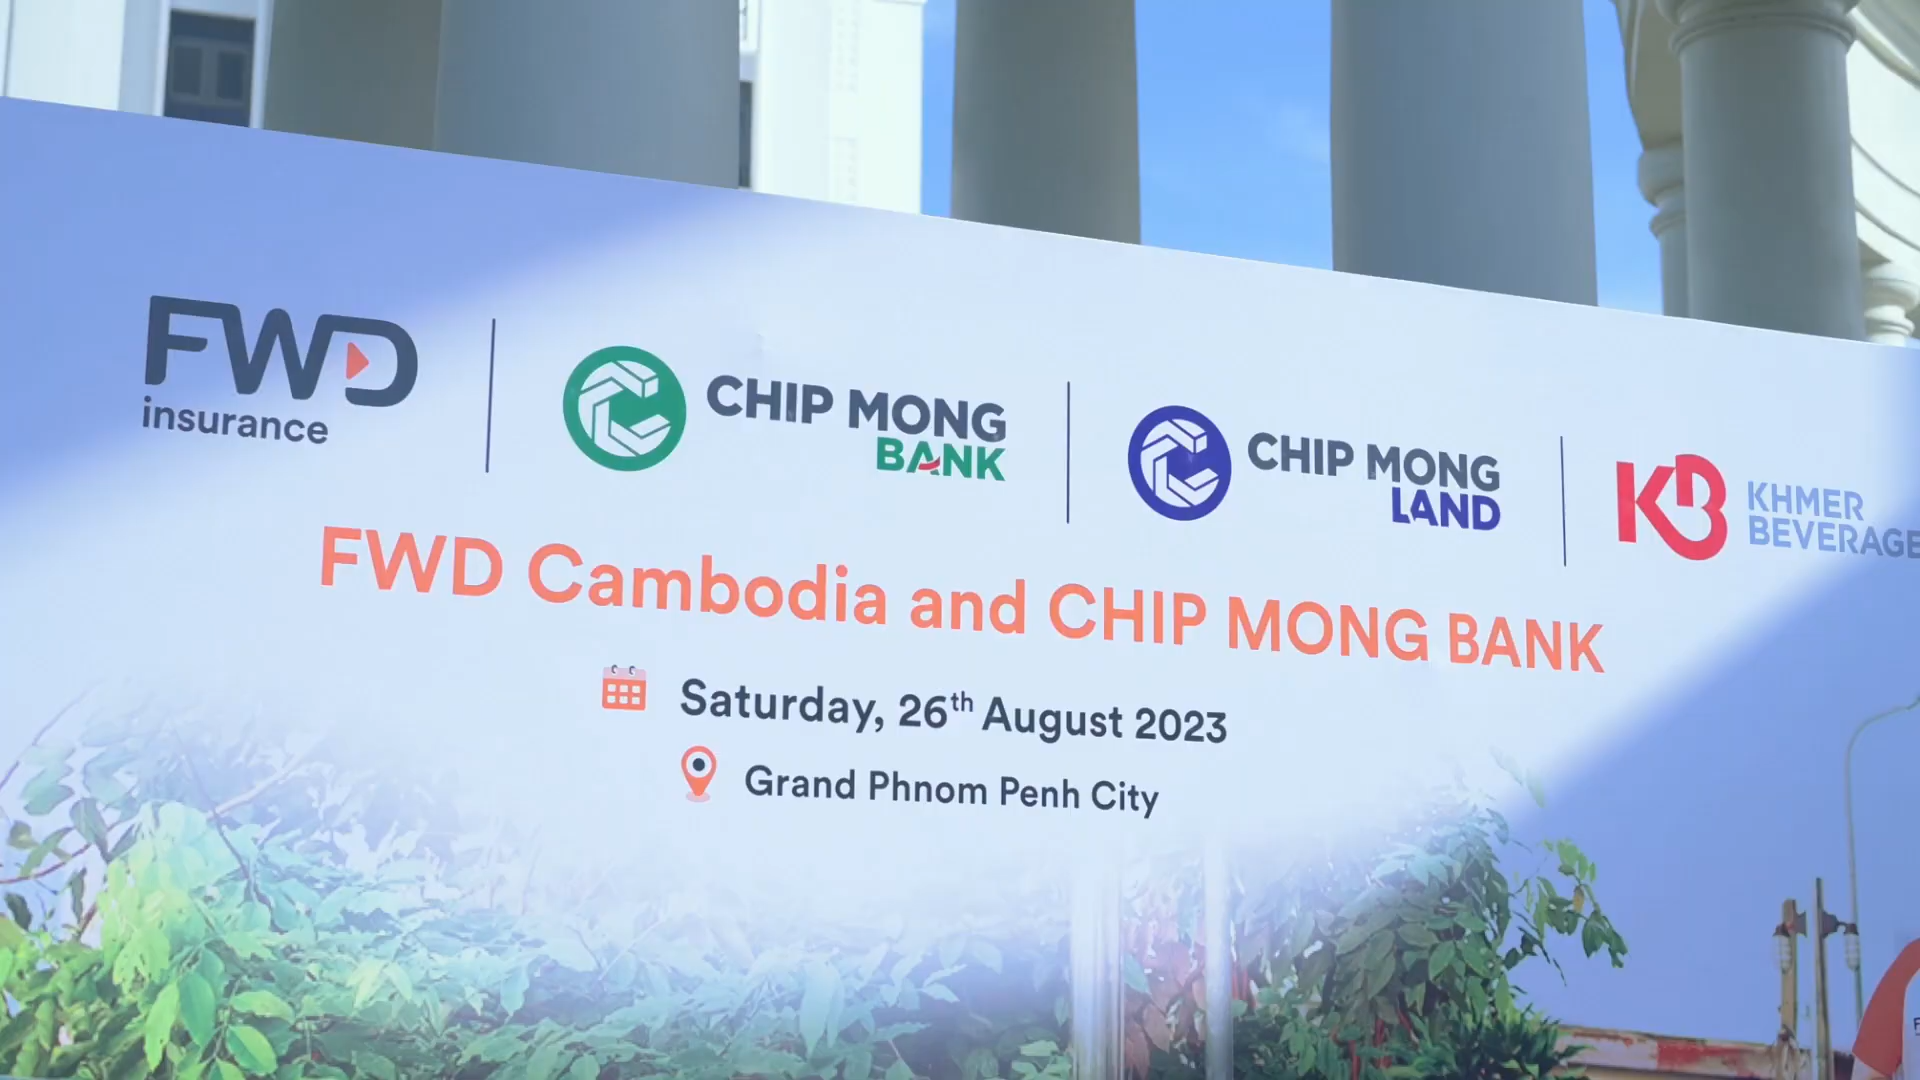 FWD
insurance
CHIP MONG
BANK
CHIP MONG
LAND
KB
KHMER
BEVERAGE
FWD Cambodia and CHIP MONG BANK
Saturday, 26th August 2023
Grand Phnom Penh City